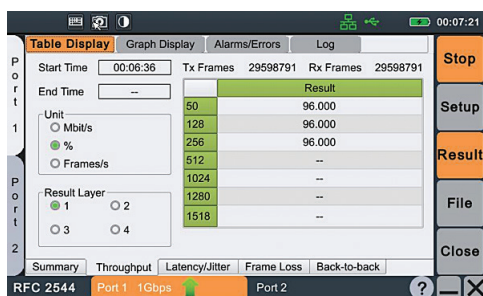 00:07:21
Table Display Graph Display Alarms/Errors Log
Stop
Port 1
Start Time 00:06:36 Tx Frames 29598791 Rx Frames 29598791
End Time --
Result
Unit
Mbit/s
%
Frames/s
50 96.000
128 96.000
256 96.000
512 --
1024 --
1280 --
1518 --
Setup
Result
Port 2
Result Layer
1 2
3 4
File
Close
Summary Throughput Latency/Jitter Frame Loss Back-to-back
RFC 2544 Port 1 1Gbps Port 2 ? X